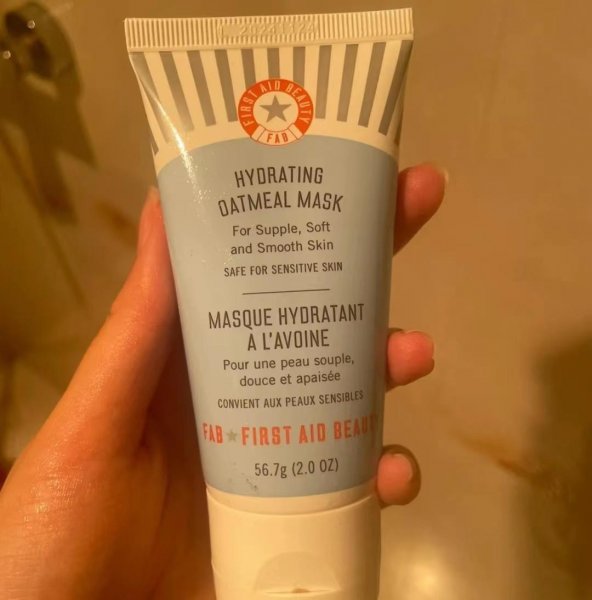 FIRST AID BEAUTY
FAB
HYDRATING
OATMEAL MASK
For Supple, Soft
and Smooth Skin
SAFE FOR SENSITIVE SKIN
MASQUE HYDRATANT
A L'AVOINE
Pour une peau souple,
douce et apaisée
CONVIENT AUX PEAUX SENSIBLES
FAB ★ FIRST AID BEAUTY
56.7g (2.0 OZ)